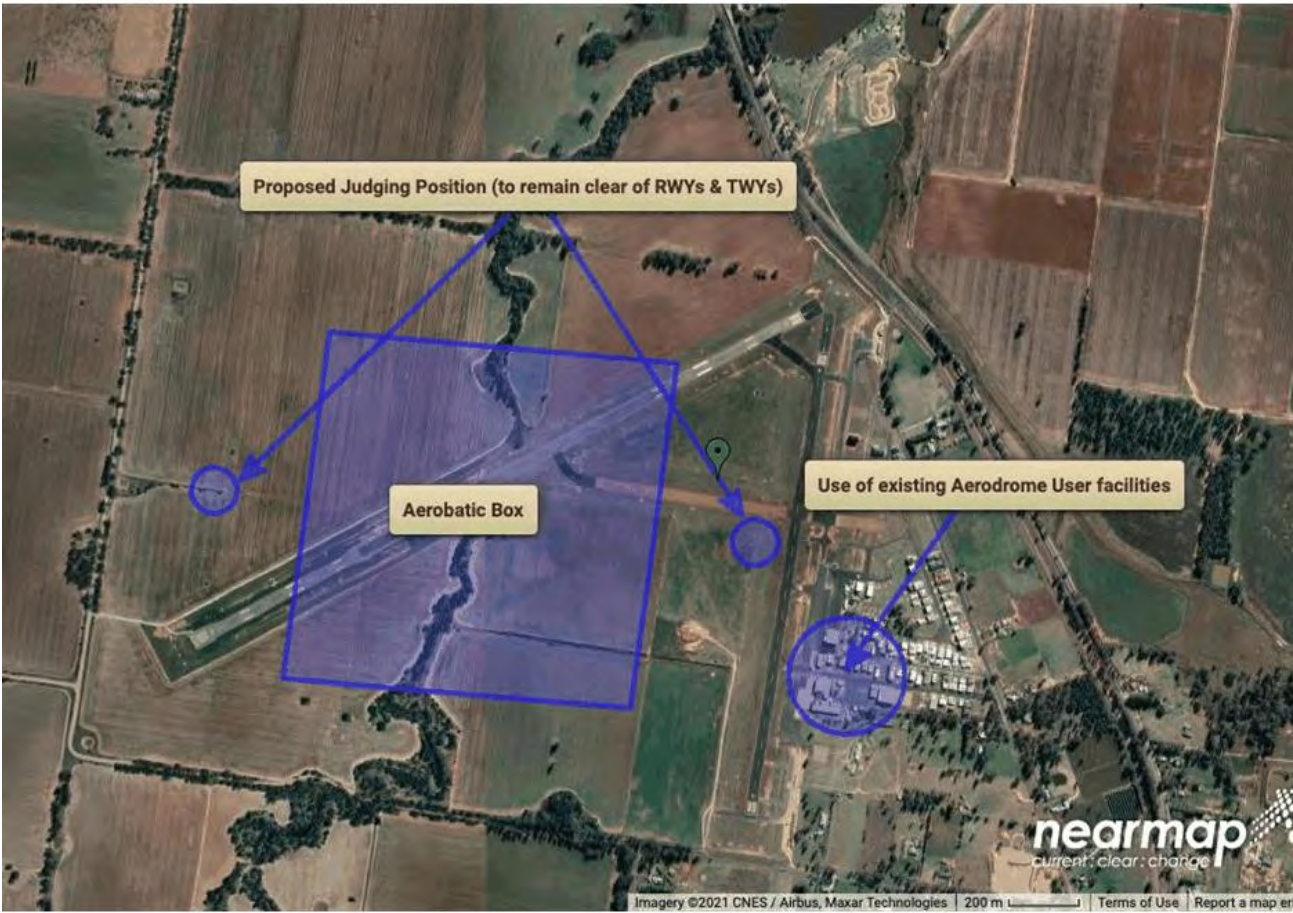 Proposed Judging Position (to remain clear of RWYs & TWYs)
Use of existing Aerodrome User facilities
Aerobatic Box
nearmap
current: clear: change
Imagery ©2021 CNES / Airbus, Maxar Technologies
200 m
Terms of Use
Report a map er